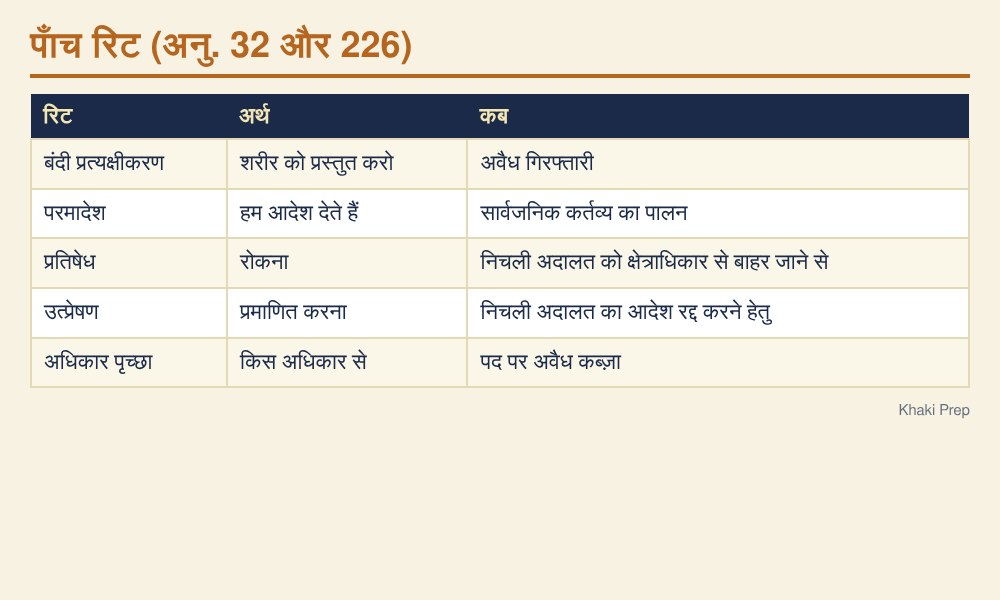 पाँच रिट (अनु. 32 और 226)
रिट अर्थ कब
बंदी प्रत्यक्षीकरण शरीर को प्रस्तुत करो अवैध गिरफ्तारी
परमादेश हम आदेश देते हैं सार्वजनिक कर्तव्य का पालन
प्रतिषेध रोकना निचली अदालत को क्षेत्राधिकार से बाहर जाने से
उत्प्रेषण प्रमाणित करना निचली अदालत का आदेश रद्द करने हेतु
अधिकार पृच्छा किस अधिकार से पद पर अवैध कब्ज़ा
Khaki Prep